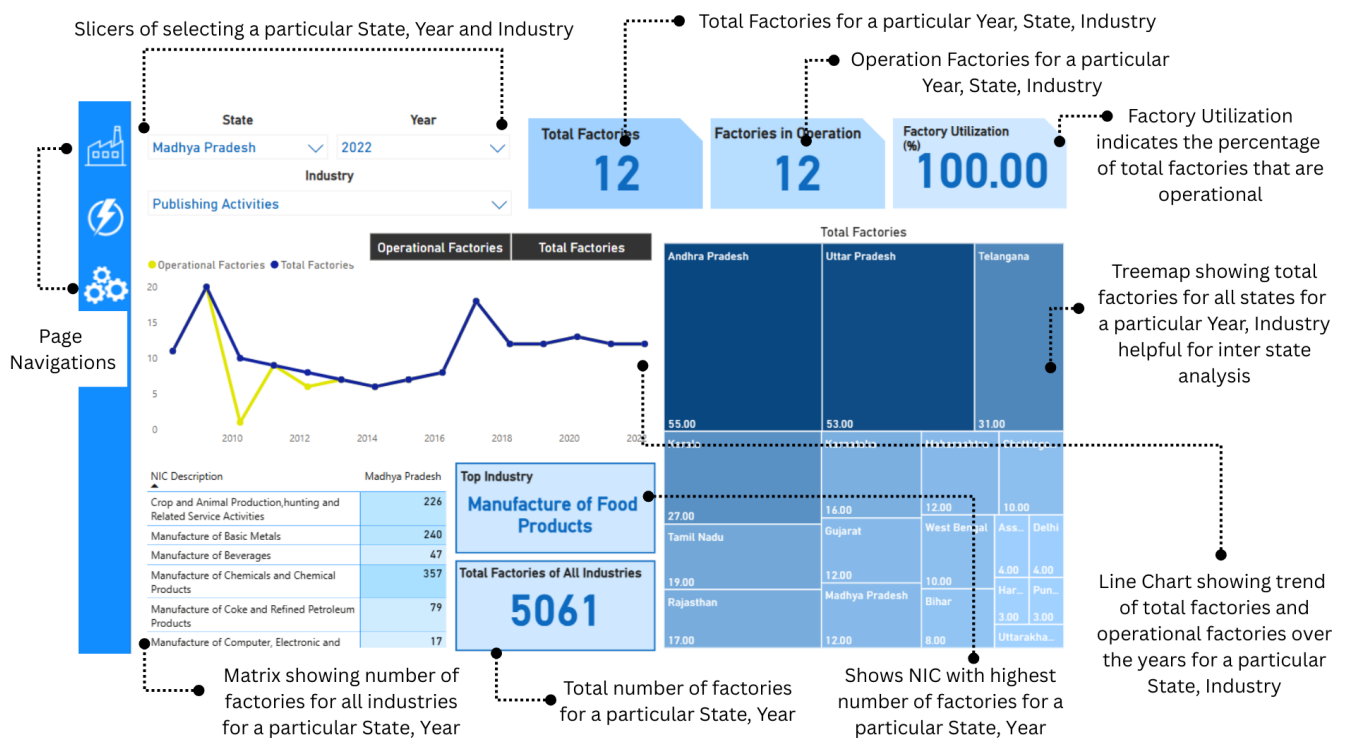 Slicers of selecting a particular State, Year and Industry
Total Factories for a particular Year, State, Industry
Operation Factories for a particular
Year, State, Industry
Factory Utilization
indicates the percentage
of total factories that are
operational
State
Year
Madhya Pradesh
2022
Industry
Publishing Activities
Total Factories
12
Factories in Operation
12
Factory Utilization
(%)
100.00
Page
Navigations
Operational Factories
Total Factories
Operational Factories
Total Factories
20
15
10
5
0
2010
2012
2014
2016
2018
2020
2022
Total Factories
Andhra Pradesh
55.00
Uttar Pradesh
53.00
Telangana
31.00
Kerala
27.00
Karnataka
16.00
Maharashtra
12.00
Chattisga...
10.00
Tamil Nadu
19.00
Gujarat
12.00
West Bengal
10.00
Ass...
4.00
Delhi
4.00
Rajasthan
17.00
Madhya Pradesh
12.00
Bihar
8.00
Har...
3.00
Pun...
3.00
Uttarakha...
Treemap showing total
factories for all states for
a particular Year, Industry
helpful for inter state
analysis
NIC Description
Madhya Pradesh
Crop and Animal Production,hunting and
Related Service Activities
226
Manufacture of Basic Metals
240
Manufacture of Beverages
47
Manufacture of Chemicals and Chemical
Products
357
Manufacture of Coke and Refined Petroleum
Products
79
Manufacture of Computer, Electronic and
17
Top Industry
Manufacture of Food
Products
Total Factories of All Industries
5061
Line Chart showing trend
of total factories and
operational factories over
the years for a particular
State, Industry
Matrix showing number of
factories for all industries
for a particular State, Year
Total number of factories
for a particular State, Year
Shows NIC with highest
number of factories for a
particular State, Year